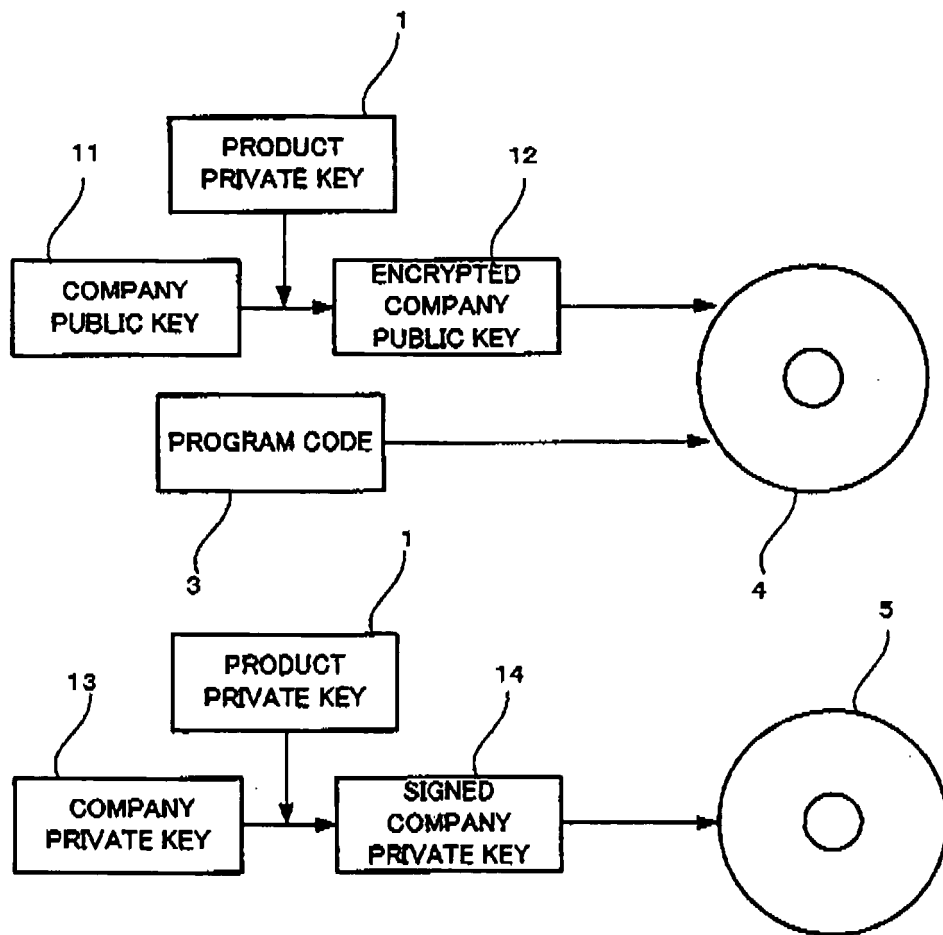 1
PRODUCT
PRIVATE KEY
11
12
COMPANY
PUBLIC KEY
ENCRYPTED
COMPANY
PUBLIC KEY
PROGRAM CODE
3
4
1
5
PRODUCT
PRIVATE KEY
13
14
COMPANY
PRIVATE KEY
SIGNED
COMPANY
PRIVATE KEY